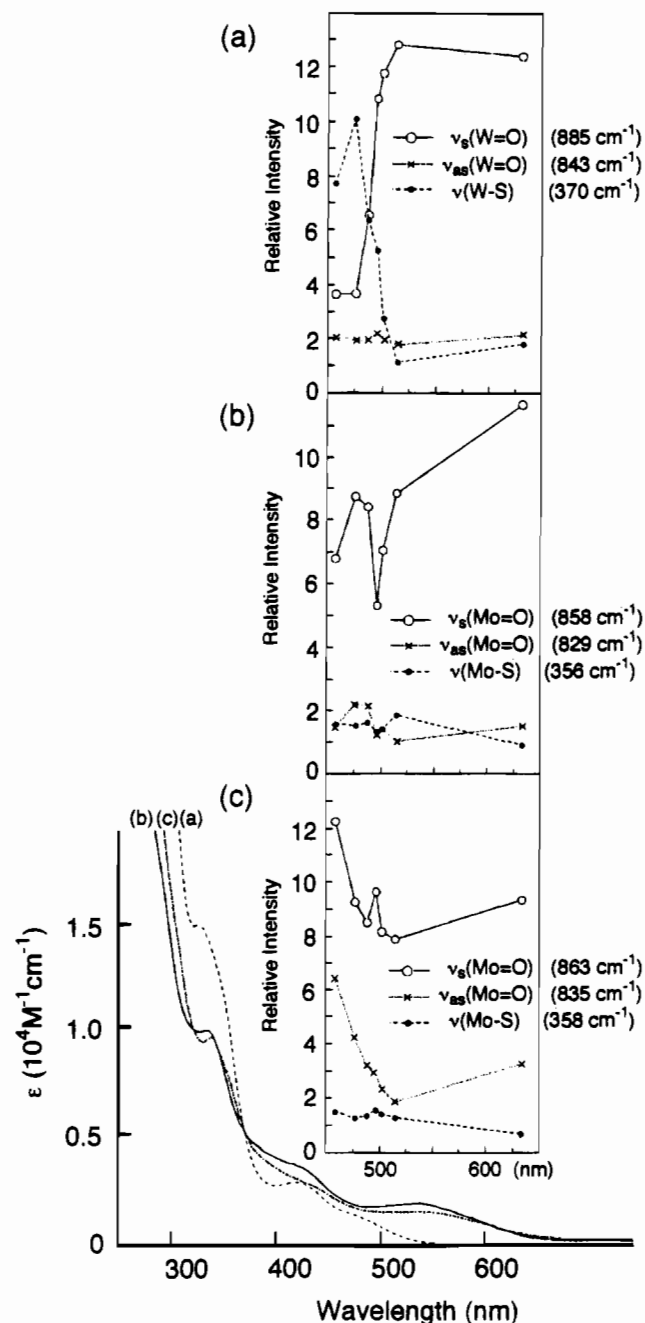 (a)
12
10
8
6
4
2
0
Relative Intensity
νs(W=O) (885 cm-1)
νas(W=O) (843 cm-1)
ν(W-S) (370 cm-1)
(b)
10
8
6
4
2
0
Relative Intensity
νs(Mo=O) (858 cm-1)
νas(Mo=O) (829 cm-1)
ν(Mo-S) (356 cm-1)
(c)
12
10
8
6
4
2
0
Relative Intensity
νs(Mo=O) (863 cm-1)
νas(Mo=O) (835 cm-1)
ν(Mo-S) (358 cm-1)
500 600 (nm)
(b) (c) (a)
1.5
1.0
0.5
0
ε (10⁴M⁻¹cm⁻¹)
300 400 500 600
Wavelength (nm)